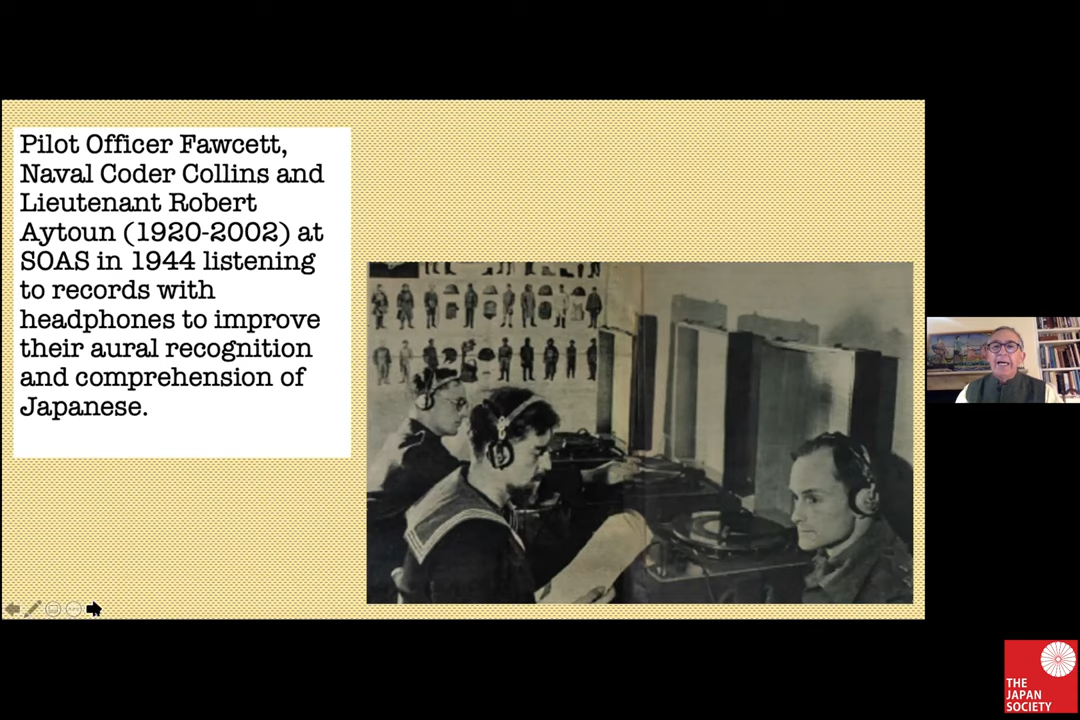 Pilot Officer Fawcett,
Naval Coder Collins and
Lieutenant Robert
Aytoun (1920-2002) at
SOAS in 1944 listening
to records with
headphones to improve
their aural recognition
and comprehension of
Japanese.
THE
JAPAN
SOCIETY